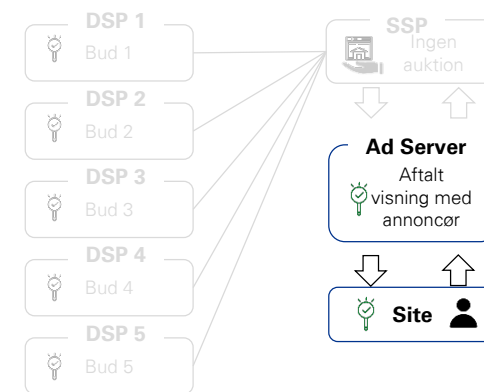 DSP 1
Bud 1
DSP 2
Bud 2
DSP 3
Bud 3
DSP 4
Bud 4
DSP 5
Bud 5
SSP
Ingen
auktion
Ad Server
Aftalt
visning med
annoncør
Site